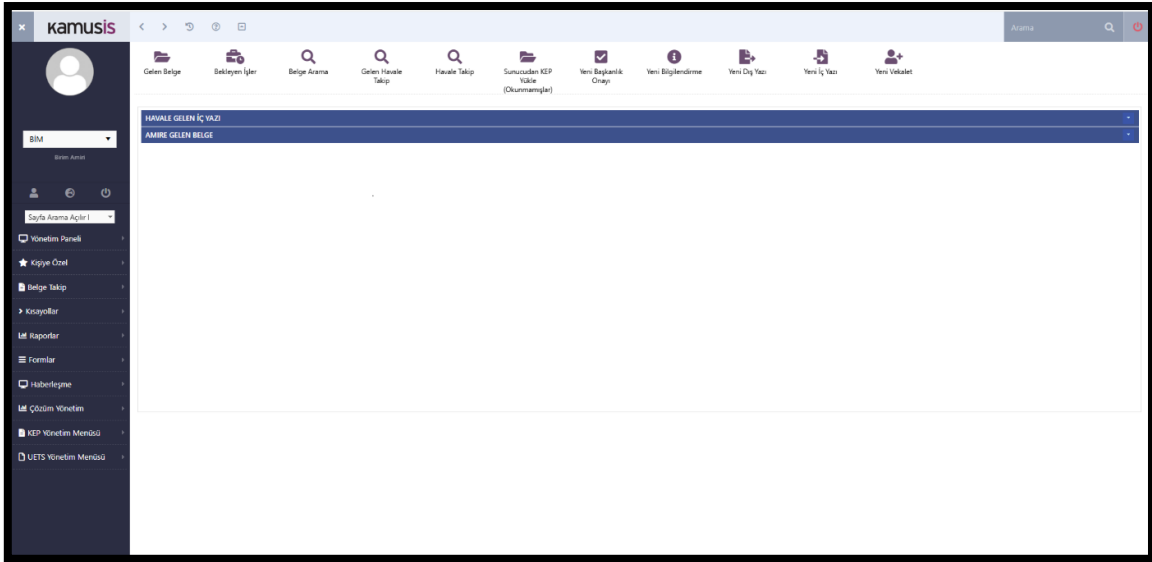 × kamusis
Arama
Gelen Belge
Bekleyen İşler
Belge Arama
Gelen Havale
Takip
Havale Takip
Sunucudan KEP
Yükle
(Okunmamışlar)
Yeni Başkanlık
Onayı
Yeni Bilgilendirme
Yeni Dış Yazı
Yeni İç Yazı
Yeni Vekalet
HAVALE GELEN İÇ YAZI
AMIRE GELEN BELGE
BİM
Birim Amiri
Sayfa Arama Açılır l
Yönetim Paneli
Kişiye Özel
Belge Takip
Kısayollar
Raporlar
Formlar
Haberleşme
Çözüm Yönetim
KEP Yönetim Menüsü
UETS Yönetim Menüsü